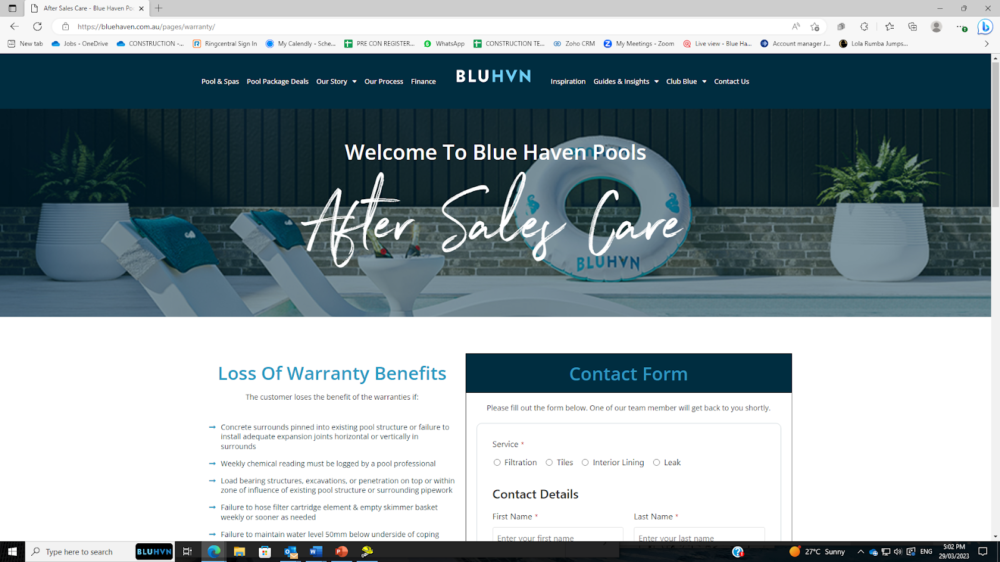 After Sales Care - Blue Haven Po
https://bluehaven.com.au/pages/warranty/
New tab
Jobs - OneDrive
CONSTRUCTION -...
Ringcentral Sign In
My Calendly - Sche...
PRE CON REGISTER...
WhatsApp
CONSTRUCTION TE...
Zoho CRM
My Meetings - Zoom
Live view - Blue Ha...
Account manager J...
Lola Rumba Jumps...
Pool & Spas
Pool Package Deals
Our Story
Our Process
Finance
BLUHVN
Inspiration
Guides & Insights
Club Blue
Contact Us
Welcome To Blue Haven Pools
After Sales Care
BLUHVN
Loss Of Warranty Benefits
The customer loses the benefit of the warranties if:
Concrete surrounds pinned into existing pool structure or failure to
install adequate expansion joints horizontal or vertically in
surrounds
Weekly chemical reading must be logged by a pool professional
Load bearing structures, excavations, or penetration on top or within
zone of influence of existing pool structure or surrounding pipework
Failure to hose filter cartridge element & empty skimmer basket
weekly or sooner as needed
Failure to maintain water level 50mm below underside of coping
Contact Form
Please fill out the form below. One of our team member will get back to you shortly.
Service *
Filtration
Tiles
Interior Lining
Leak
Contact Details
First Name *
Last Name *
Enter your first name
Enter your last name
Type here to search
BLUHVN
27°C Sunny
ENG
5:02 PM
29/03/2023